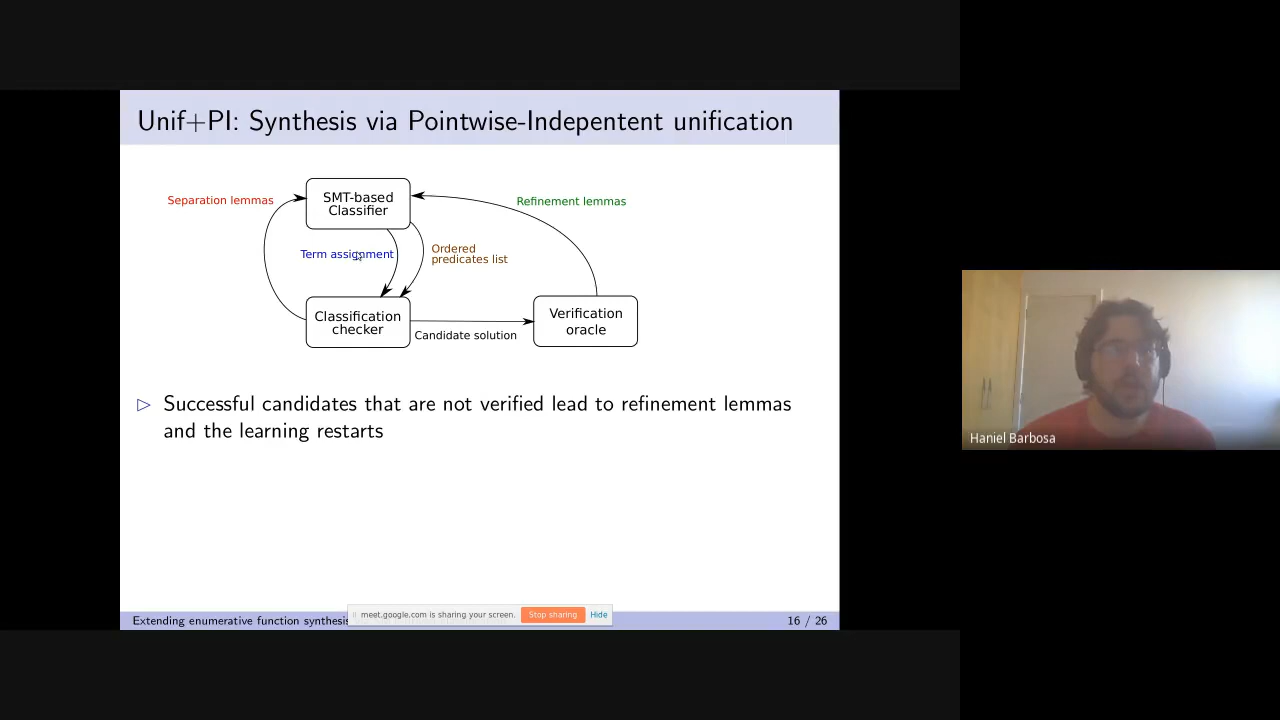 Unif+PI: Synthesis via Pointwise-Indepentent unification
Separation lemmas
SMT-based
Classifier
Refinement lemmas
Term assignment
Ordered
predicates list
Classification
checker
Candidate solution
Verification
oracle
▷ Successful candidates that are not verified lead to refinement lemmas
and the learning restarts
Haniel Barbosa
Extending enumerative function synthesis
meet.google.com is sharing your screen.
Stop sharing
Hide
16 / 26